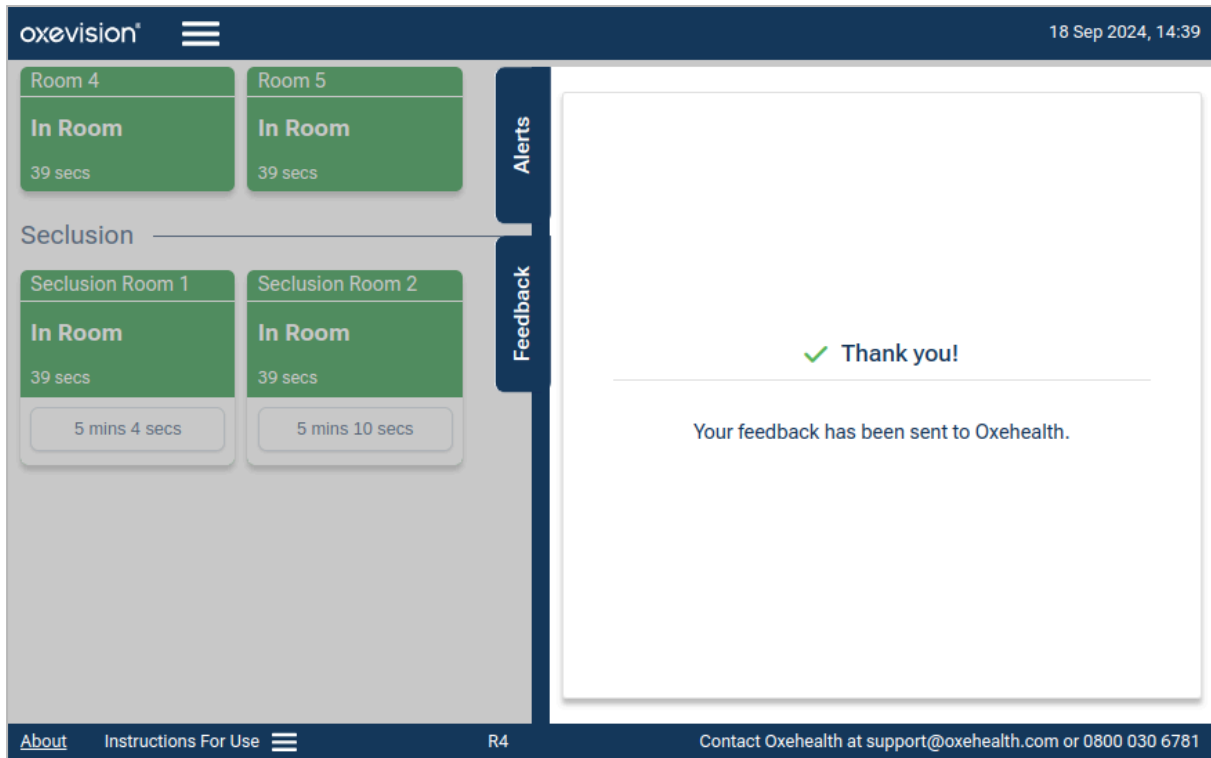 oxevision®
18 Sep 2024, 14:39
Room 4
In Room
39 secs
Room 5
In Room
39 secs
Seclusion
Seclusion Room 1
In Room
39 secs
5 mins 4 secs
Seclusion Room 2
In Room
39 secs
5 mins 10 secs
Alerts
Feedback
Thank you!
Your feedback has been sent to Oxehealth.
About
Instructions For Use
R4
Contact Oxehealth at support@oxehealth.com or 0800 030 6781